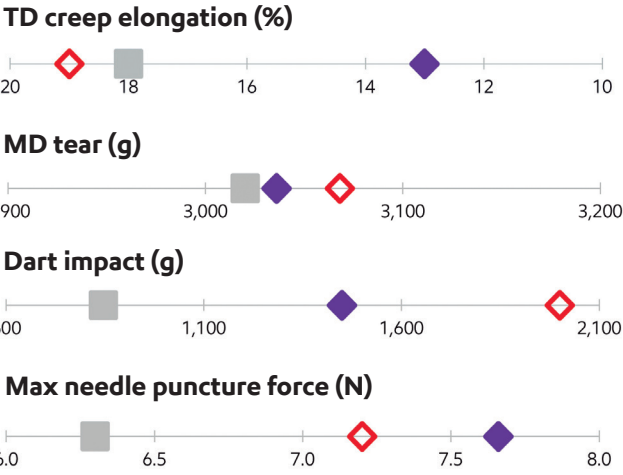 TD creep elongation (%)
20 18 16 14 12 10
MD tear (g)
900 3,000 3,100 3,200
Dart impact (g)
600 1,100 1,600 2,100
Max needle puncture force (N)
6.0 6.5 7.0 7.5 8.0